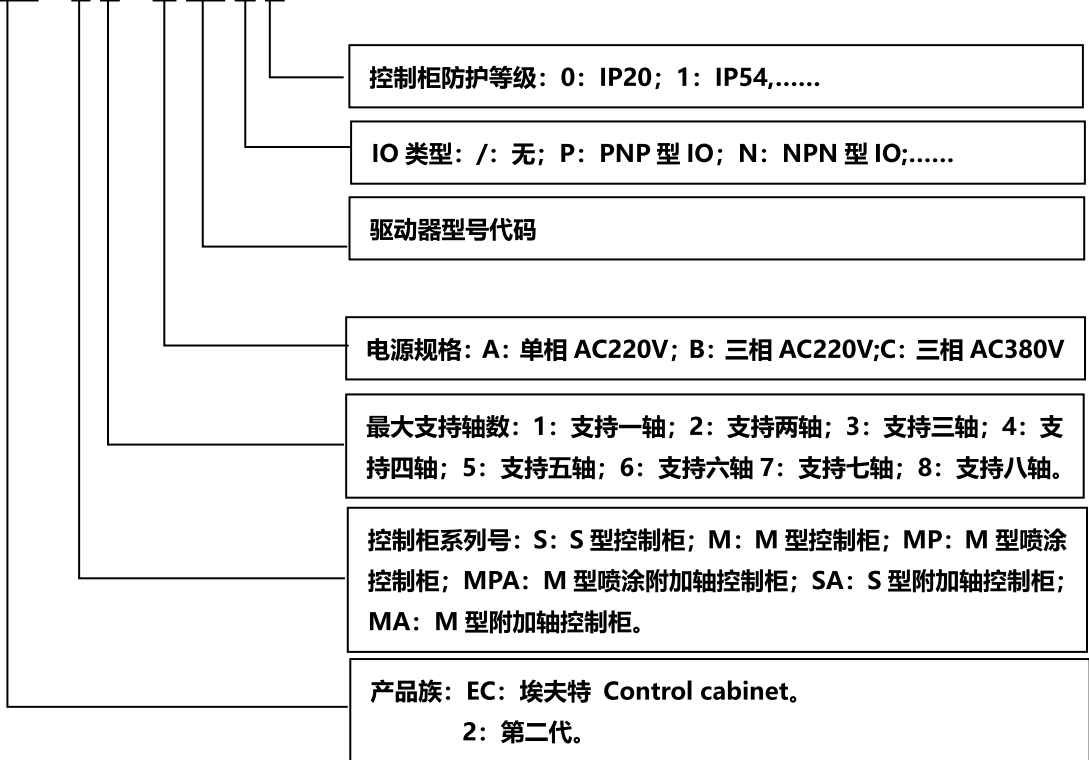 控制柜防护等级：0：IP20；1：IP54,......
IO 类型：/：无；P：PNP 型 IO；N：NPN 型 IO;......
驱动器型号代码
电源规格：A：单相 AC220V；B：三相 AC220V;C：三相 AC380V
最大支持轴数：1：支持一轴；2：支持两轴；3：支持三轴；4：支
持四轴；5：支持五轴；6：支持六轴 7：支持七轴；8：支持八轴。
控制柜系列号：S：S 型控制柜；M：M 型控制柜；MP：M 型喷涂
控制柜；MPA：M 型喷涂附加轴控制柜；SA：S 型附加轴控制柜；
MA：M 型附加轴控制柜。
产品族：EC：埃夫特 Control cabinet。
2：第二代。